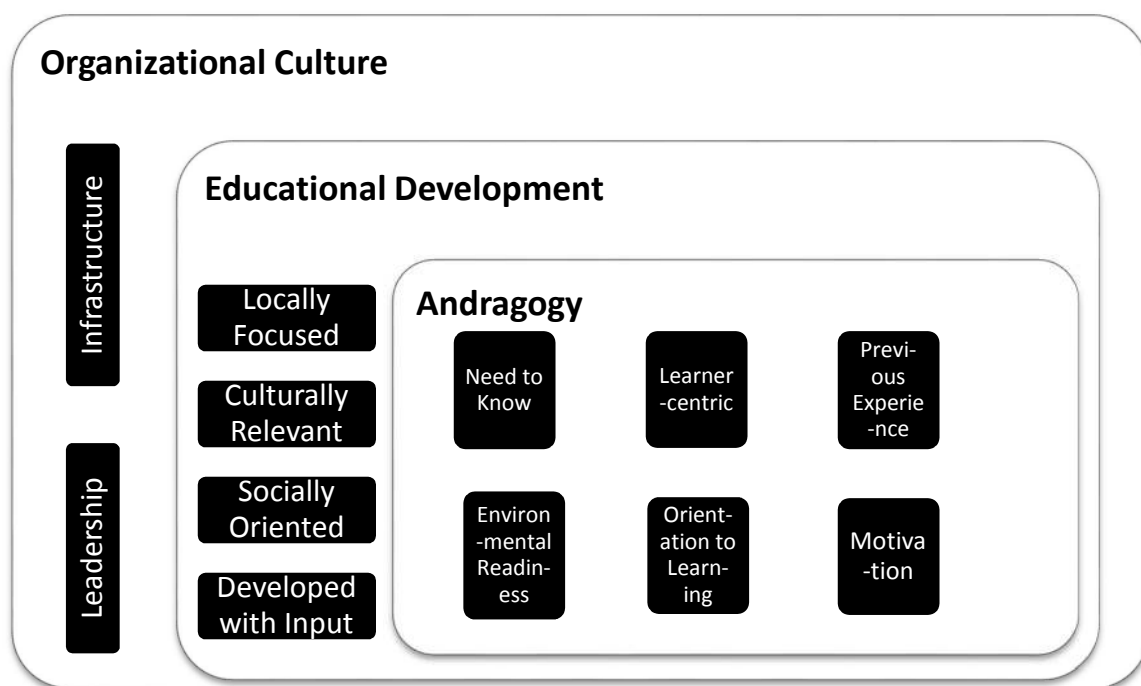 Organizational Culture
Infrastructure
Leadership
Educational Development
Locally
Focused
Culturally
Relevant
Socially
Oriented
Developed
with Input
Andragogy
Need to
Know
Learner
-centric
Previ-
ous
Experie
-nce
Environ
-mental
Readin-
ess
Orient-
ation to
Learn-
ing
Motiva
-tion